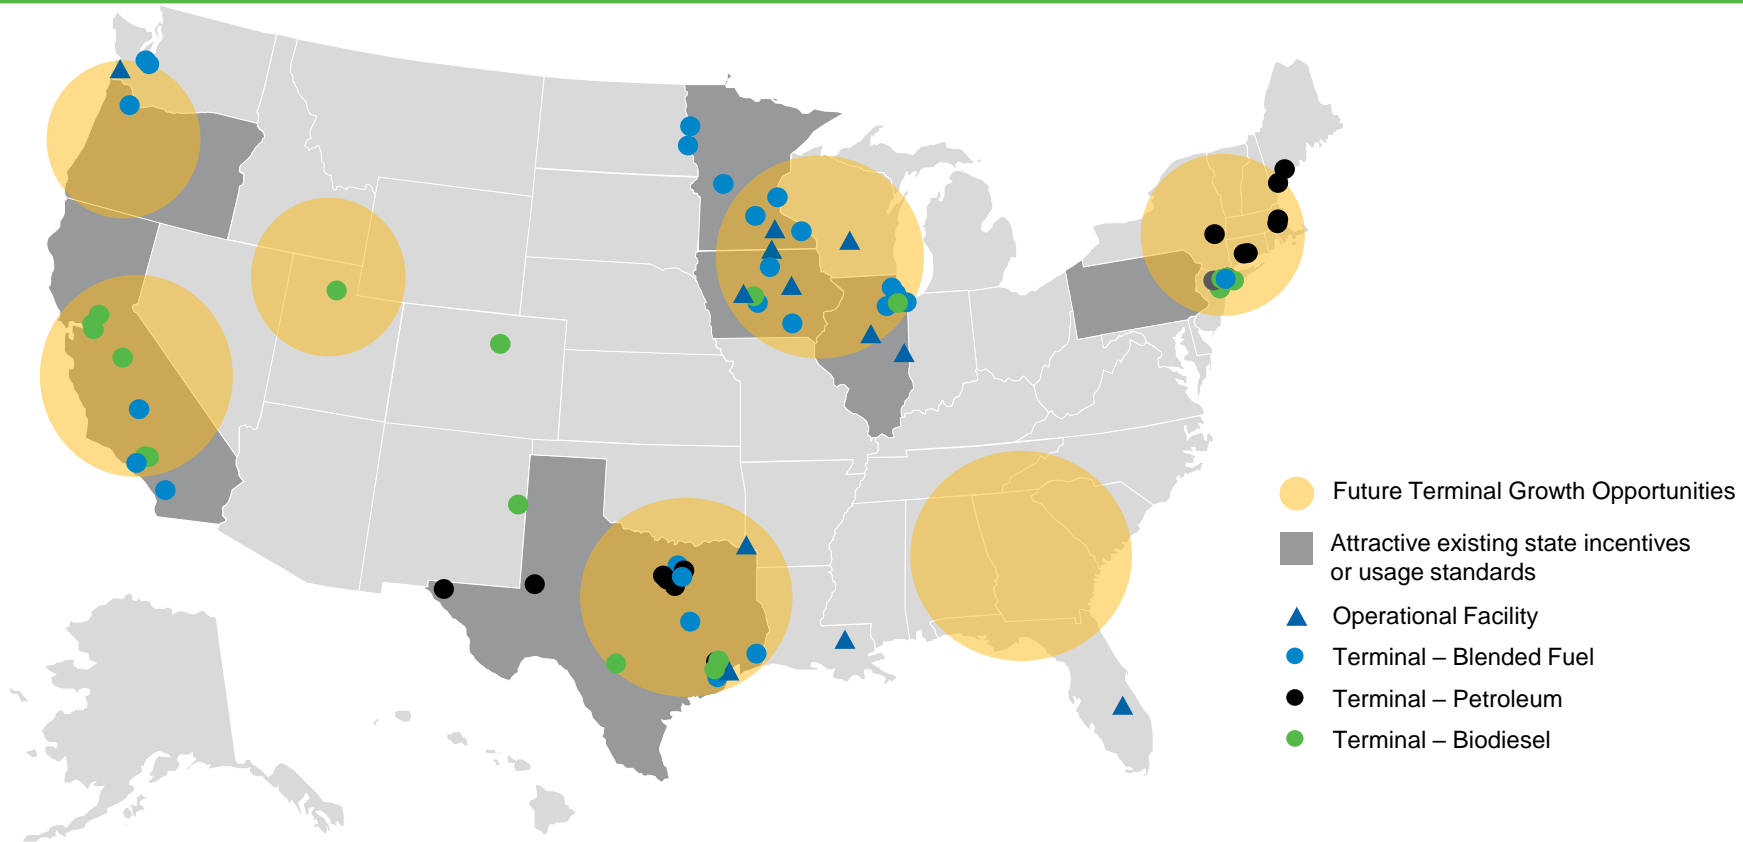 Future Terminal Growth Opportunities
Attractive existing state incentives
or usage standards
Operational Facility
Terminal – Blended Fuel
Terminal – Petroleum
Terminal – Biodiesel